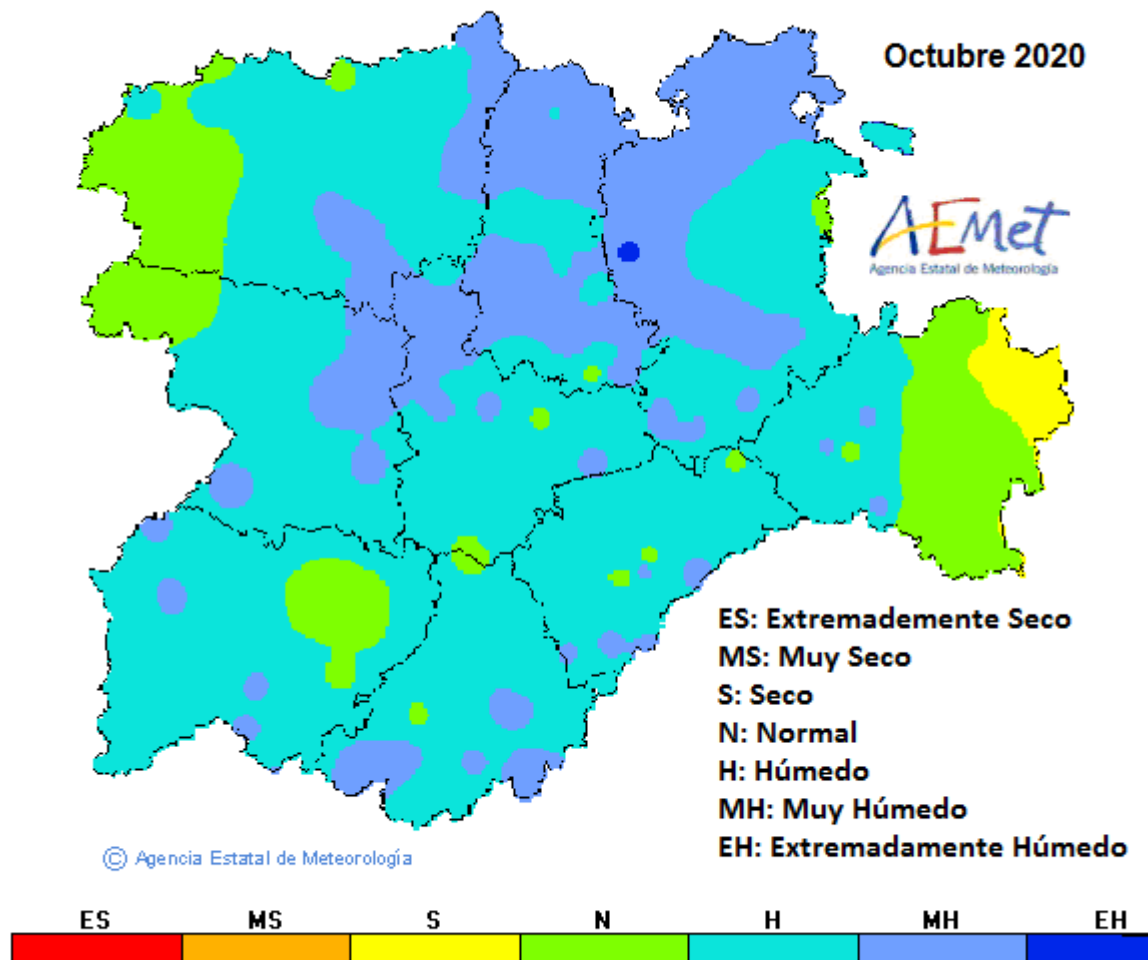 Octubre 2020
AEMet
Agencia Estatal de Meteorología
ES: Extremademente Seco
MS: Muy Seco
S: Seco
N: Normal
H: Húmedo
MH: Muy Húmedo
EH: Extremadamente Húmedo
© Agencia Estatal de Meteorología
ES MS S N H MH EH